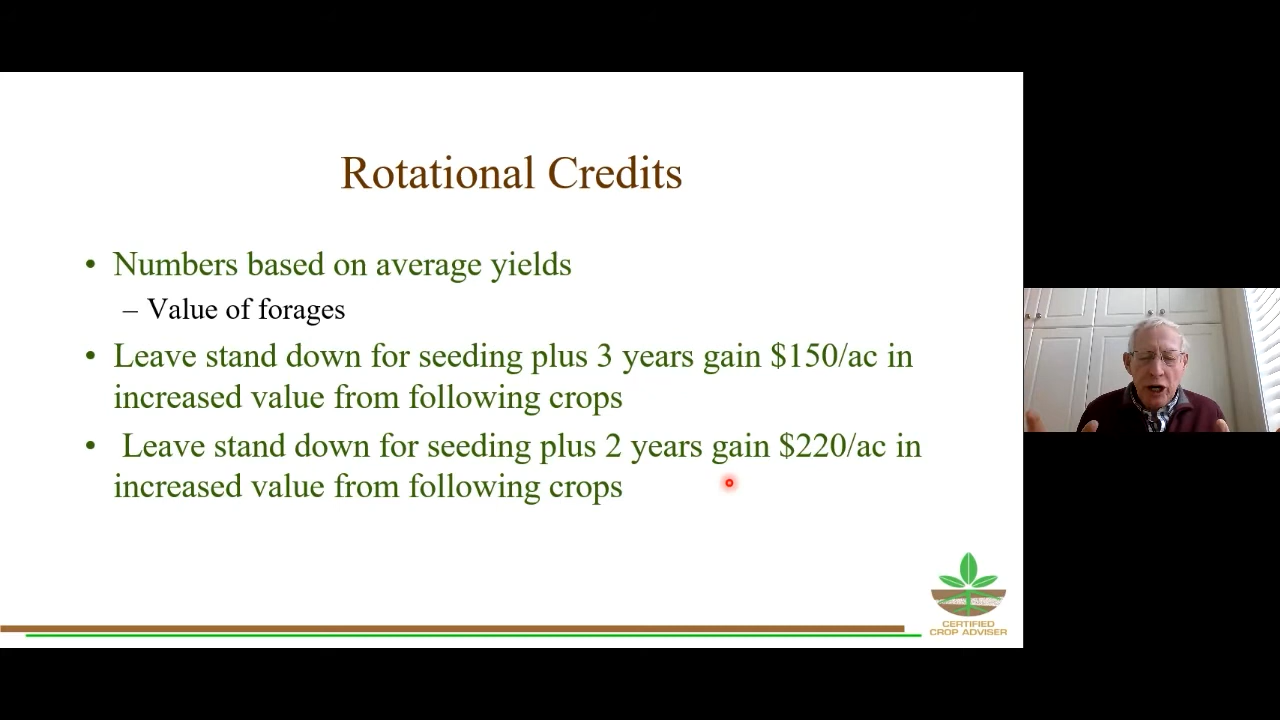 Rotational Credits
• Numbers based on average yields
– Value of forages
• Leave stand down for seeding plus 3 years gain $150/ac in
increased value from following crops
• Leave stand down for seeding plus 2 years gain $220/ac in
increased value from following crops
CERTIFIED
CROP ADVISER